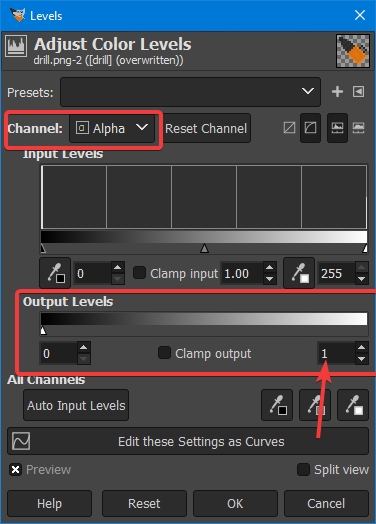 Levels
Adjust Color Levels
drill.png-2 ([drill] (overwritten))
Presets:
Channel: α Alpha Reset Channel
Input Levels
0 Clamp input 1.00 255
Output Levels
0 Clamp output 1
All Channels
Auto Input Levels
Edit these Settings as Curves
Preview Split view
Help Reset OK Cancel